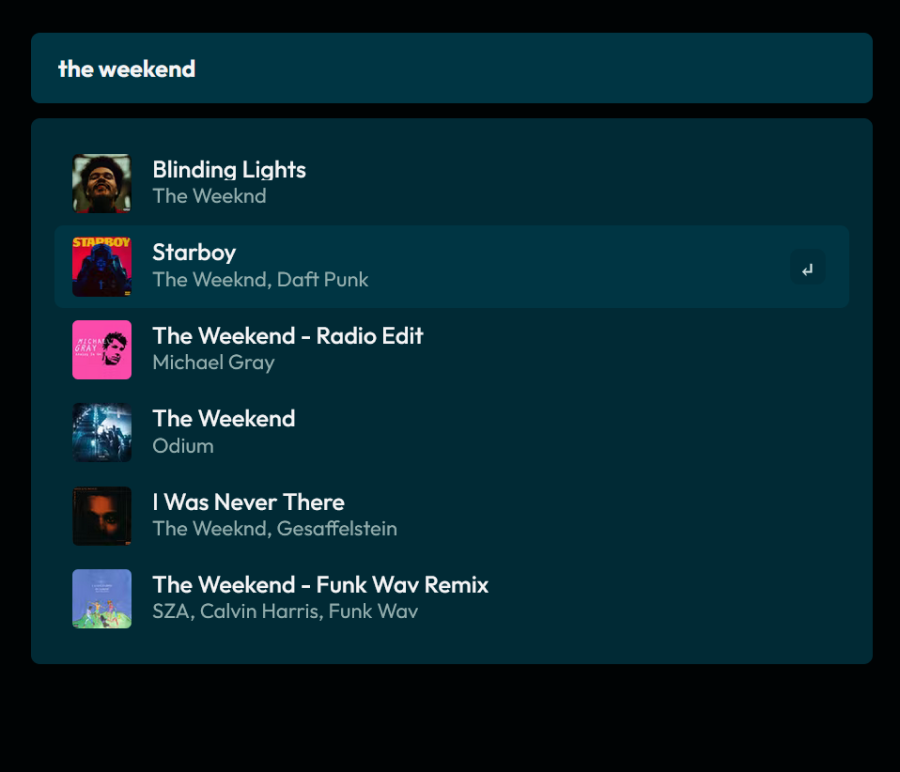 the weekend
Blinding Lights
The Weeknd
STARBOY
Starboy
The Weeknd, Daft Punk
MICHAEL
GRAY
The Weekend - Radio Edit
Michael Gray
The Weekend
Odium
I Was Never There
The Weeknd, Gesaffelstein
The Weekend - Funk Wav Remix
SZA, Calvin Harris, Funk Wav